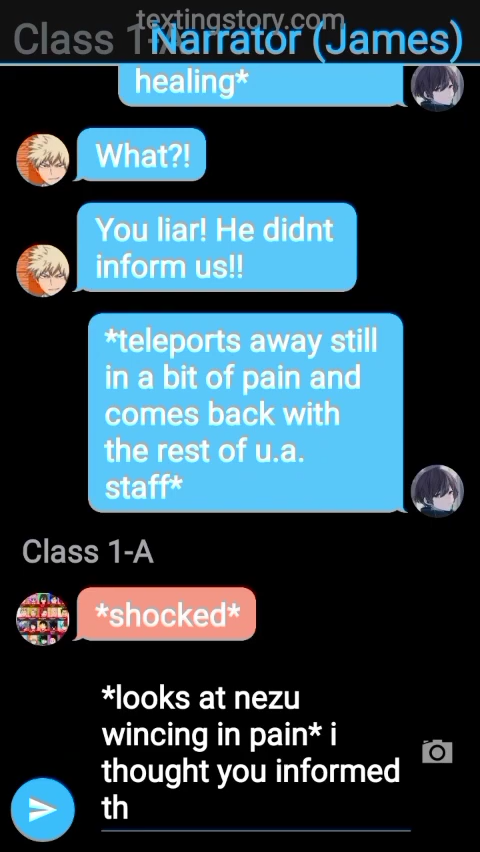 textingstory.com
Class 1
Narrator (James)
healing*
What?!
You liar! He didnt
inform us!!
*teleports away still
in a bit of pain and
comes back with
the rest of u.a.
staff*
Class 1-A
*shocked*
*looks at nezu
wincing in pain* i
thought you informed
th